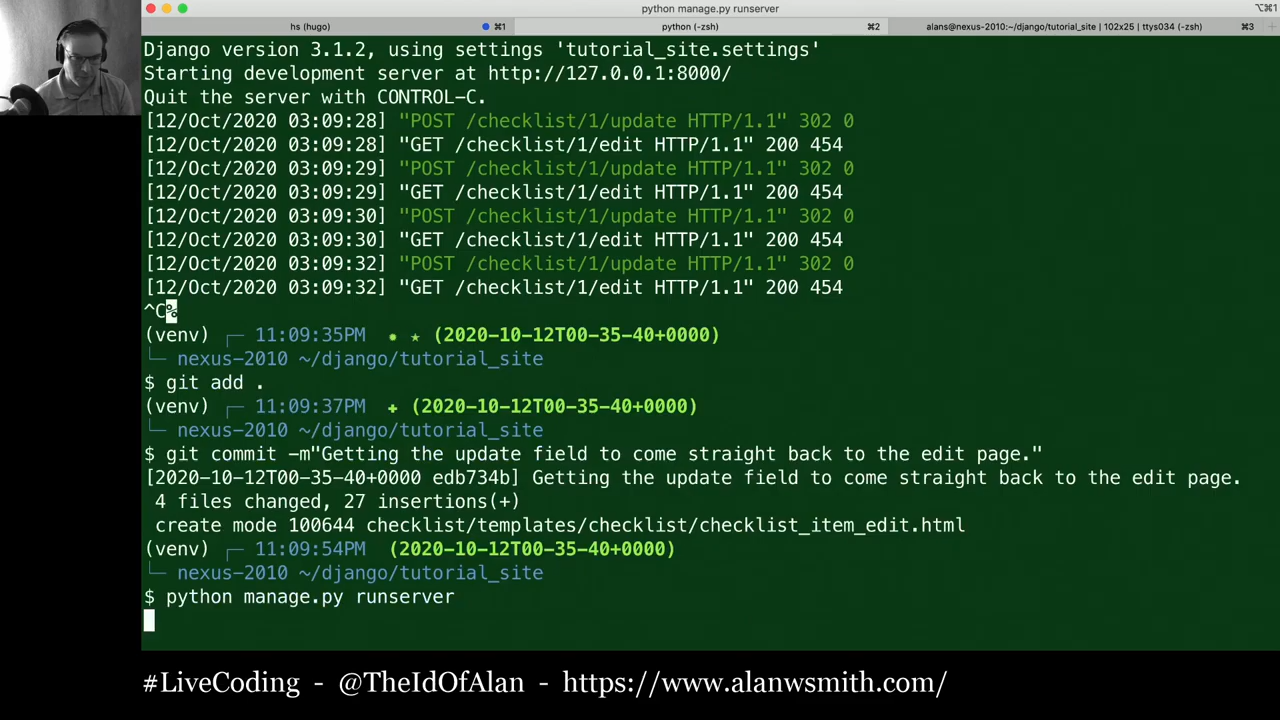 python manage.py runserver
⌥⌘1
hs (hugo)
⌘1
python (-zsh)
⌘2
alans@nexus-2010:~/django/tutorial_site | 102x25 | ttys034 (-zsh)
⌘3
Django version 3.1.2, using settings 'tutorial_site.settings'
Starting development server at http://127.0.0.1:8000/
Quit the server with CONTROL-C.
[12/Oct/2020 03:09:28] "POST /checklist/1/update HTTP/1.1" 302 0
[12/Oct/2020 03:09:28] "GET /checklist/1/edit HTTP/1.1" 200 454
[12/Oct/2020 03:09:29] "POST /checklist/1/update HTTP/1.1" 302 0
[12/Oct/2020 03:09:29] "GET /checklist/1/edit HTTP/1.1" 200 454
[12/Oct/2020 03:09:30] "POST /checklist/1/update HTTP/1.1" 302 0
[12/Oct/2020 03:09:30] "GET /checklist/1/edit HTTP/1.1" 200 454
[12/Oct/2020 03:09:32] "POST /checklist/1/update HTTP/1.1" 302 0
[12/Oct/2020 03:09:32] "GET /checklist/1/edit HTTP/1.1" 200 454
^C%
(venv) ┌─ 11:09:35PM ● ★ (2020-10-12T00-35-40+0000)
└─ nexus-2010 ~/django/tutorial_site
$ git add .
(venv) ┌─ 11:09:37PM ✚ (2020-10-12T00-35-40+0000)
└─ nexus-2010 ~/django/tutorial_site
$ git commit -m"Getting the update field to come straight back to the edit page."
[2020-10-12T00-35-40+0000 edb734b] Getting the update field to come straight back to the edit page.
4 files changed, 27 insertions(+)
create mode 100644 checklist/templates/checklist/checklist_item_edit.html
(venv) ┌─ 11:09:54PM (2020-10-12T00-35-40+0000)
└─ nexus-2010 ~/django/tutorial_site
$ python manage.py runserver
#LiveCoding - @TheIdOfAlan - https://www.alanwsmith.com/